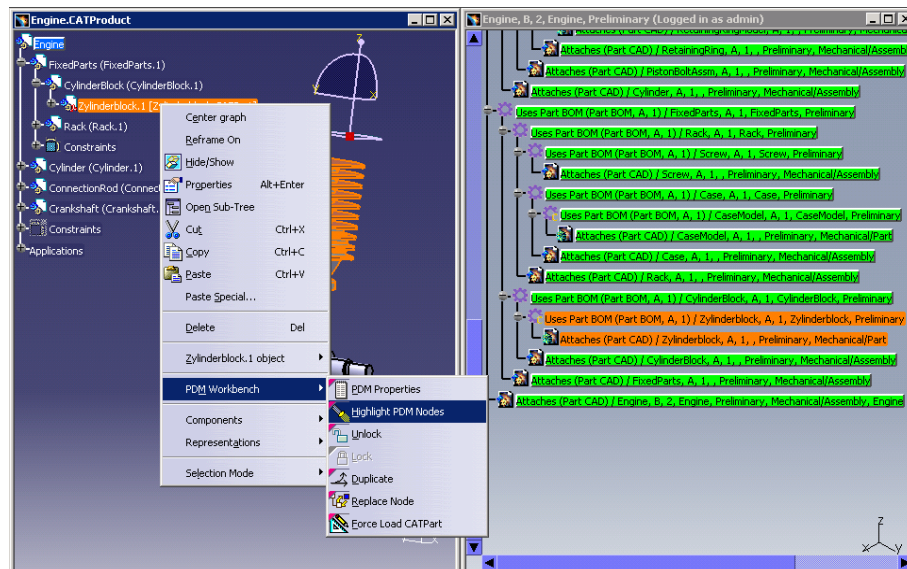 Engine.CATProduct
Engine
FixedParts (FixedParts.1)
CylinderBlock (CylinderBlock.1)
Zylinderblock.1
Rack (Rack.1)
Constraints
Cylinder (Cylinder.1)
ConnectionRod
Crankshaft (Crankshaft.
Constraints
Applications
z
Center graph
Reframe On
Hide/Show
Properties Alt+Enter
Open Sub-Tree
Cut Ctrl+X
Copy Ctrl+C
Paste Ctrl+V
Paste Special...
Delete Del
Zylinderblock.1 object
PDM Workbench
Components
Representations
Selection Mode
PDM Properties
Highlight PDM Nodes
Unlock
Lock
Duplicate
Replace Node
Force Load CATPart
Engine, B, 2, Engine, Preliminary (Logged in as admin)
Attaches (Part CAD) / RetainingRing, A, 1, , Preliminary, Mechanical/Assembl
Attaches (Part CAD) / PistonBoltAssm, A, 1, , Preliminary, Mechanical/Assembl
Attaches (Part CAD) / Cylinder, A, 1, , Preliminary, Mechanical/Assembly
Uses Part BOM (Part BOM, A, 1) / FixedParts, A, 1, FixedParts, Preliminary
Uses Part BOM (Part BOM, A, 1) / Rack, A, 1, Rack, Preliminary
Uses Part BOM (Part BOM, A, 1) / Screw, A, 1, Screw, Preliminary
Attaches (Part CAD) / Screw, A, 1, , Preliminary, Mechanical/Assembly
Uses Part BOM (Part BOM, A, 1) / Case, A, 1, Case, Preliminary
Uses Part BOM (Part BOM, A, 1) / CaseModel, A, 1, CaseModel, Preliminary
Attaches (Part CAD) / CaseModel, A, 1, , Preliminary, Mechanical/Part
Attaches (Part CAD) / Case, A, 1, , Preliminary, Mechanical/Assembly
Attaches (Part CAD) / Rack, A, 1, , Preliminary, Mechanical/Assembly
Uses Part BOM (Part BOM, A, 1) / CylinderBlock, A, 1, CylinderBlock, Preliminary
Uses Part BOM (Part BOM, A, 1) / Zylinderblock, A, 1, Zylinderblock, Preliminary
Attaches (Part CAD) / Zylinderblock, A, 1, , Preliminary, Mechanical/Part
Attaches (Part CAD) / CylinderBlock, A, 1, , Preliminary, Mechanical/Assembly
Attaches (Part CAD) / FixedParts, A, 1, , Preliminary, Mechanical/Assembly
Attaches (Part CAD) / Engine, B, 2, Engine, Preliminary, Mechanical/Assembly, Engine
z
x
y